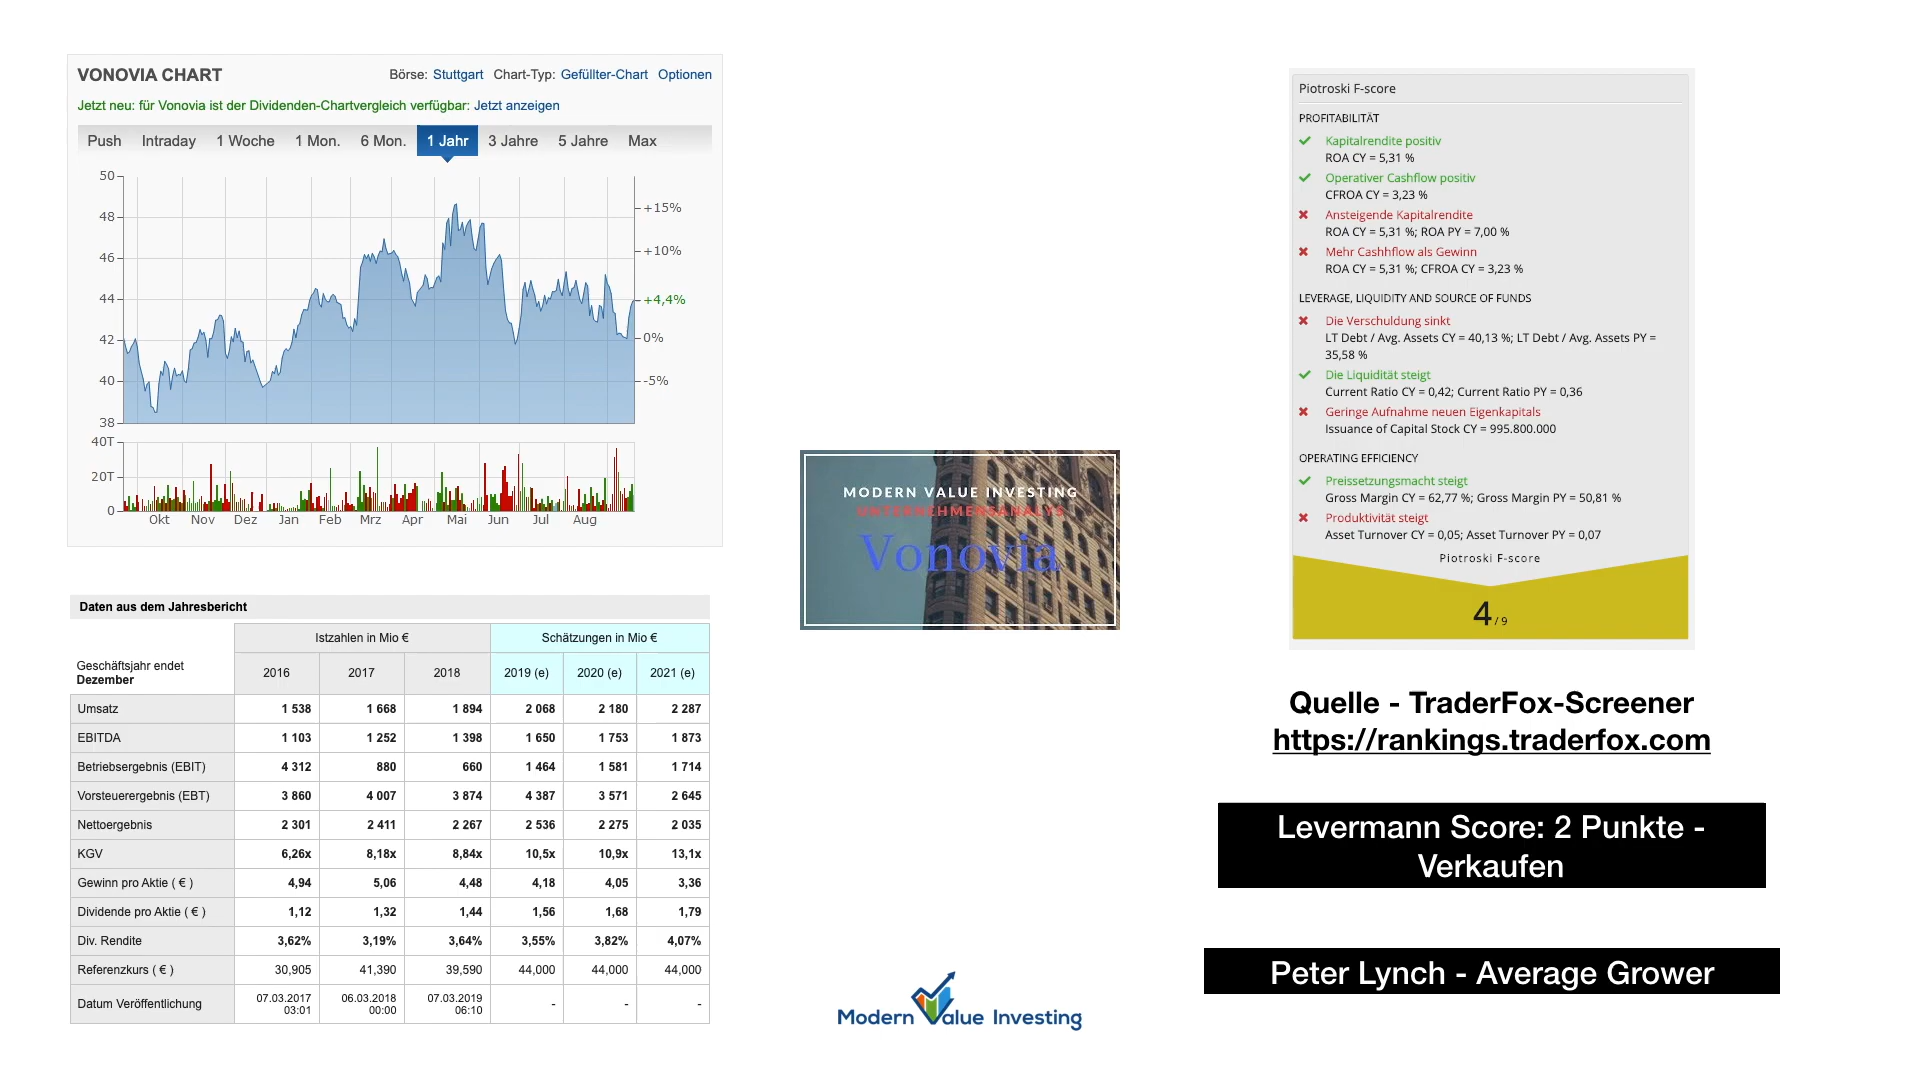 VONOVIA CHART
Börse: Stuttgart Chart-Typ: Gefüllter-Chart Optionen
Jetzt neu: für Vonovia ist der Dividenden-Chartvergleich verfügbar: Jetzt anzeigen
Push Intraday 1 Woche 1 Mon. 6 Mon. 1 Jahr 3 Jahre 5 Jahre Max
50
48
46
44
42
40
38
+15%
+10%
+4,4%
0%
-5%
40T
20T
0
Okt Nov Dez Jan Feb Mrz Apr Mai Jun Jul Aug
Daten aus dem Jahresbericht
Istzahlen in Mio € Schätzungen in Mio €
Geschäftsjahr endet
Dezember
2016 2017 2018 2019 (e) 2020 (e) 2021 (e)
Umsatz 1 538 1 668 1 894 2 068 2 180 2 287
EBITDA 1 103 1 252 1 398 1 650 1 753 1 873
Betriebsergebnis (EBIT) 4 312 880 660 1 464 1 581 1 714
Vorsteuerergebnis (EBT) 3 860 4 007 3 874 4 387 3 571 2 645
Nettoergebnis 2 301 2 411 2 267 2 536 2 275 2 035
KGV 6,26x 8,18x 8,84x 10,5x 10,9x 13,1x
Gewinn pro Aktie ( € ) 4,94 5,06 4,48 4,18 4,05 3,36
Dividende pro Aktie ( € ) 1,12 1,32 1,44 1,56 1,68 1,79
Div. Rendite 3,62% 3,19% 3,64% 3,55% 3,82% 4,07%
Referenzkurs ( € ) 30,905 41,390 39,590 44,000 44,000 44,000
Datum Veröffentlichung 07.03.2017 06.03.2018 07.03.2019 - - -
03:01 00:00 06:10
MODERN VALUE INVESTING
UNTERNEHMENSANALYS
Vonovia
Modern Value Investing
Piotroski F-score
PROFITABILITÄT
Kapitalrendite positiv
ROA CY = 5,31 %
Operativer Cashflow positiv
CFROA CY = 3,23 %
Ansteigende Kapitalrendite
ROA CY = 5,31 %; ROA PY = 7,00 %
Mehr Cashhflow als Gewinn
ROA CY = 5,31 %; CFROA CY = 3,23 %
LEVERAGE, LIQUIDITY AND SOURCE OF FUNDS
Die Verschuldung sinkt
LT Debt / Avg. Assets CY = 40,13 %; LT Debt / Avg. Assets PY =
35,58 %
Die Liquidität steigt
Current Ratio CY = 0,42; Current Ratio PY = 0,36
Geringe Aufnahme neuen Eigenkapitals
Issuance of Capital Stock CY = 995.800.000
OPERATING EFFICIENCY
Preissetzungsmacht steigt
Gross Margin CY = 62,77 %; Gross Margin PY = 50,81 %
Produktivität steigt
Asset Turnover CY = 0,05; Asset Turnover PY = 0,07
Piotroski F-score
4 / 9
Quelle - TraderFox-Screener
https://rankings.traderfox.com
Levermann Score: 2 Punkte -
Verkaufen
Peter Lynch - Average Grower